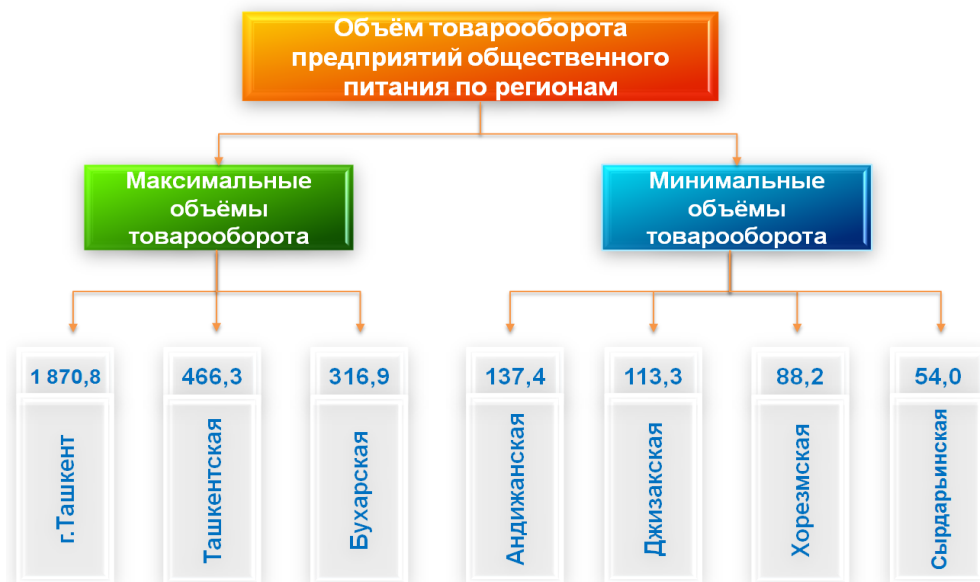 Объём товарооборота
предприятий общественного
питания по регионам
Максимальные
объёмы
товарооборота
Минимальные
объёмы
товарооборота
1 870,8
466,3
316,9
137,4
113,3
88,2
54,0
г.Ташкент
Ташкентская
Бухарская
Андижанская
Джизакская
Хорезмская
Сырдарьинская